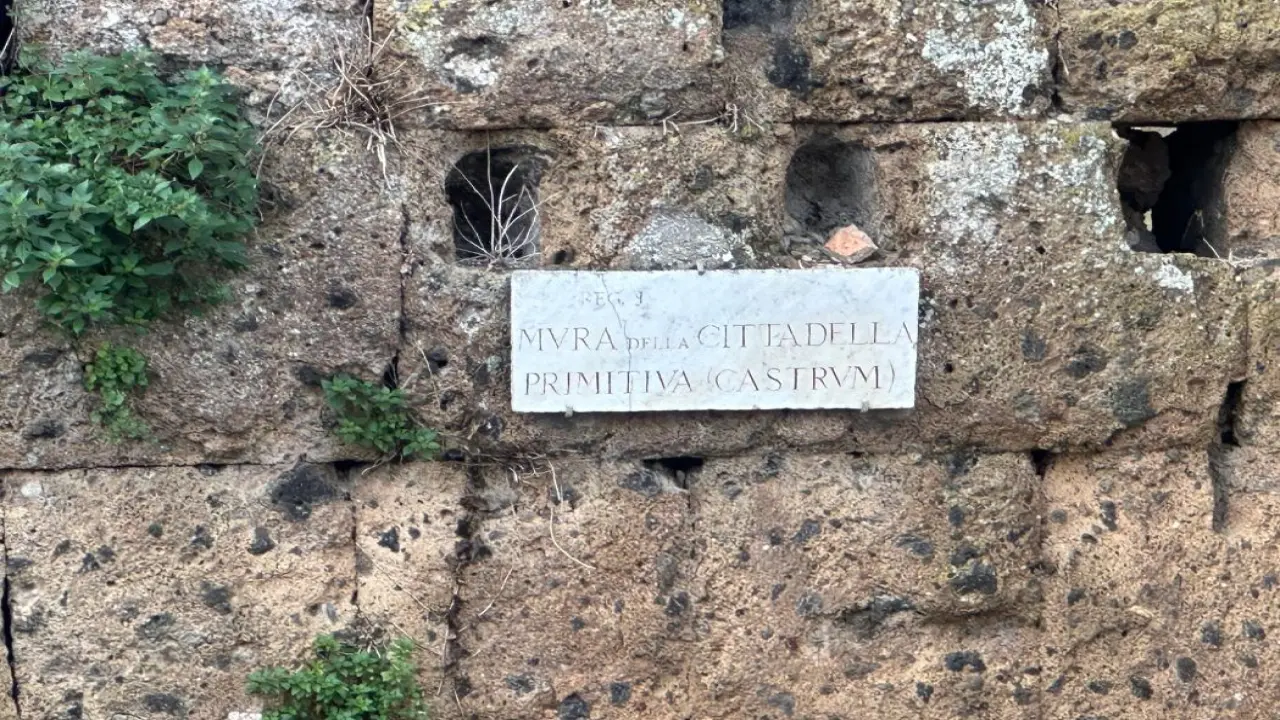 REG. I
MVRA DELLA CITTADELLA
PRIMITIVA (CASTRVM)